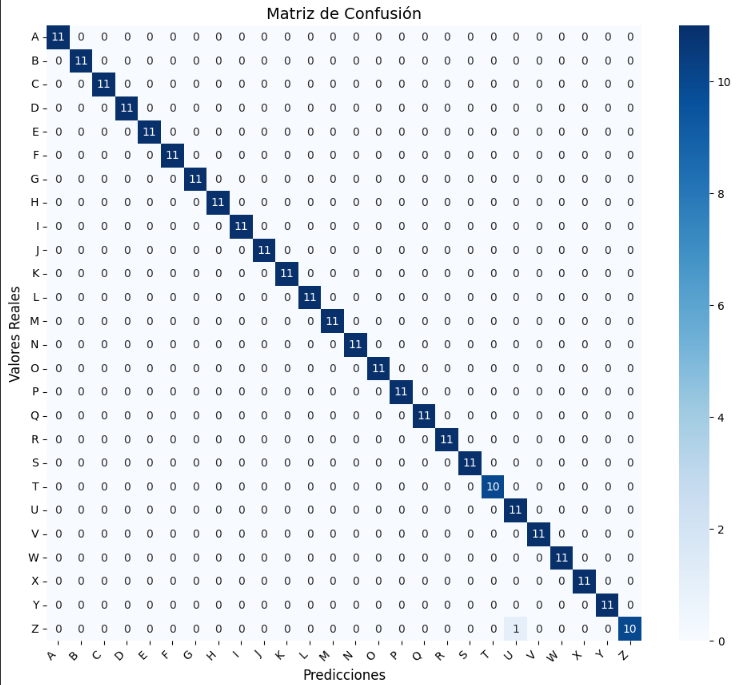 Matriz de Confusión
A 11 0 0 0 0 0 0 0 0 0 0 0 0 0 0 0 0 0 0 0 0 0 0 0 0 0
B 0 11 0 0 0 0 0 0 0 0 0 0 0 0 0 0 0 0 0 0 0 0 0 0 0 0
C 0 0 11 0 0 0 0 0 0 0 0 0 0 0 0 0 0 0 0 0 0 0 0 0 0 0
D 0 0 0 11 0 0 0 0 0 0 0 0 0 0 0 0 0 0 0 0 0 0 0 0 0 0
E 0 0 0 0 11 0 0 0 0 0 0 0 0 0 0 0 0 0 0 0 0 0 0 0 0 0
F 0 0 0 0 0 11 0 0 0 0 0 0 0 0 0 0 0 0 0 0 0 0 0 0 0 0
G 0 0 0 0 0 0 11 0 0 0 0 0 0 0 0 0 0 0 0 0 0 0 0 0 0 0
H 0 0 0 0 0 0 0 11 0 0 0 0 0 0 0 0 0 0 0 0 0 0 0 0 0 0
I 0 0 0 0 0 0 0 0 11 0 0 0 0 0 0 0 0 0 0 0 0 0 0 0 0 0
J 0 0 0 0 0 0 0 0 0 11 0 0 0 0 0 0 0 0 0 0 0 0 0 0 0 0
K 0 0 0 0 0 0 0 0 0 0 11 0 0 0 0 0 0 0 0 0 0 0 0 0 0 0
L 0 0 0 0 0 0 0 0 0 0 0 11 0 0 0 0 0 0 0 0 0 0 0 0 0 0
M 0 0 0 0 0 0 0 0 0 0 0 0 11 0 0 0 0 0 0 0 0 0 0 0 0 0
N 0 0 0 0 0 0 0 0 0 0 0 0 0 11 0 0 0 0 0 0 0 0 0 0 0 0
O 0 0 0 0 0 0 0 0 0 0 0 0 0 0 11 0 0 0 0 0 0 0 0 0 0 0
P 0 0 0 0 0 0 0 0 0 0 0 0 0 0 0 11 0 0 0 0 0 0 0 0 0 0
Q 0 0 0 0 0 0 0 0 0 0 0 0 0 0 0 0 11 0 0 0 0 0 0 0 0 0
R 0 0 0 0 0 0 0 0 0 0 0 0 0 0 0 0 0 11 0 0 0 0 0 0 0 0
S 0 0 0 0 0 0 0 0 0 0 0 0 0 0 0 0 0 0 11 0 0 0 0 0 0 0
T 0 0 0 0 0 0 0 0 0 0 0 0 0 0 0 0 0 0 0 10 0 0 0 0 0 0
U 0 0 0 0 0 0 0 0 0 0 0 0 0 0 0 0 0 0 0 0 11 0 0 0 0 0
V 0 0 0 0 0 0 0 0 0 0 0 0 0 0 0 0 0 0 0 0 0 11 0 0 0 0
W 0 0 0 0 0 0 0 0 0 0 0 0 0 0 0 0 0 0 0 0 0 0 11 0 0 0
X 0 0 0 0 0 0 0 0 0 0 0 0 0 0 0 0 0 0 0 0 0 0 0 11 0 0
Y 0 0 0 0 0 0 0 0 0 0 0 0 0 0 0 0 0 0 0 0 0 0 0 0 11 0
Z 0 0 0 0 0 0 0 0 0 0 0 0 0 0 0 0 0 0 0 0 1 0 0 0 0 10
A B C D E F G H I J K L M N O P Q R S T U V W X Y Z
Predicciones
Valores Reales
10
8
6
4
2
0